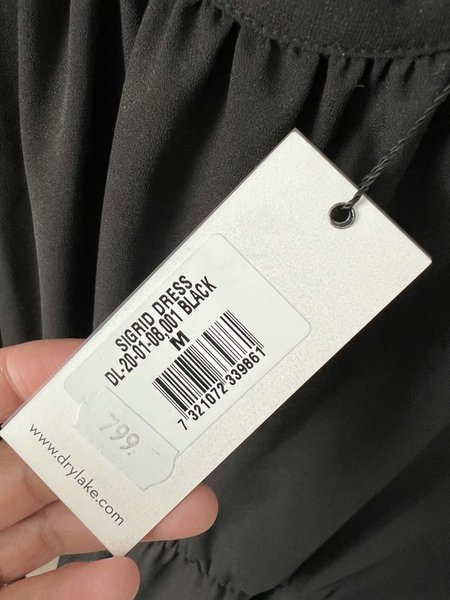 SIGRID DRESS
DL-20-01-08,001 BLACK
M
7 321072 339861
799.
www.drylake.com